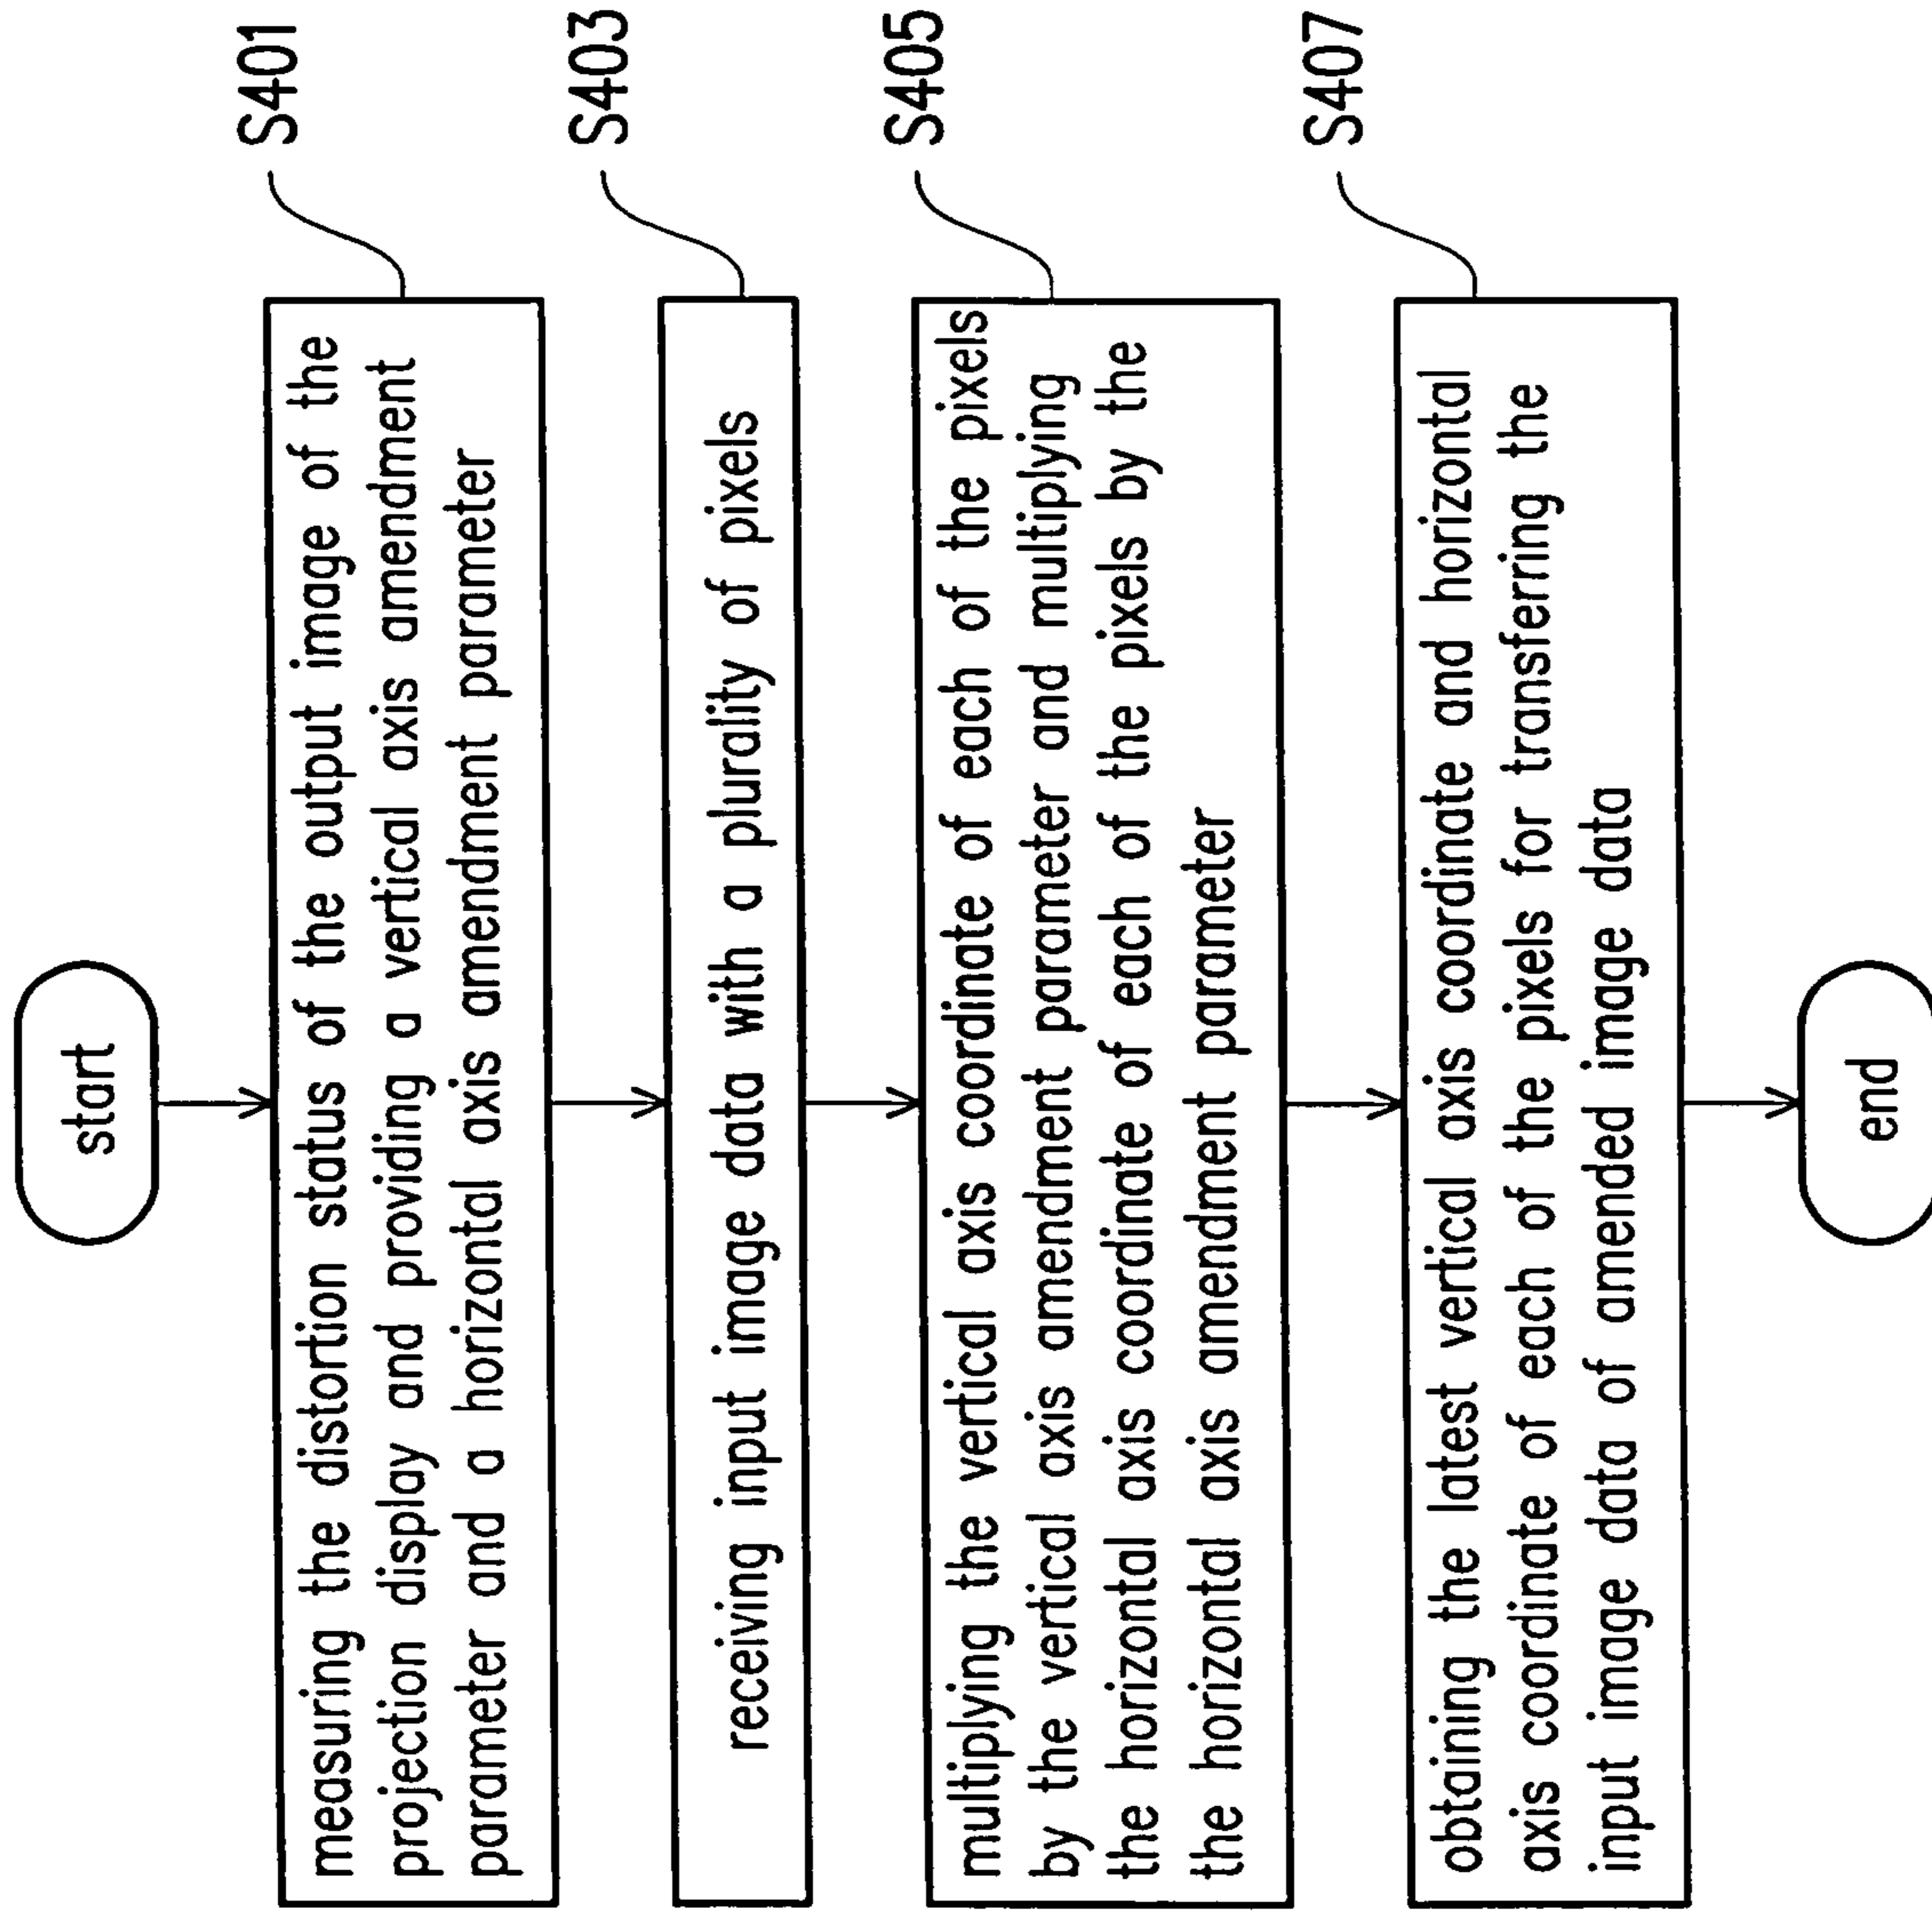 start
measuring the distortion status of the output image of the
projection display and providing a vertical axis amendment
parameter and a horizontal axis amendment parameter
S401
receiving input image data with a plurality of pixels
S403
multiplying the vertical axis coordinate of each of the pixels
by the vertical axis amendment parameter and multiplying
the horizontal axis coordinate of each of the pixels by the
the horizontal axis amendment parameter
S405
obtaining the latest vertical axis coordinate and horizontal
axis coordinate of each of the pixels for transferring the
input image data of amended image data
S407
end